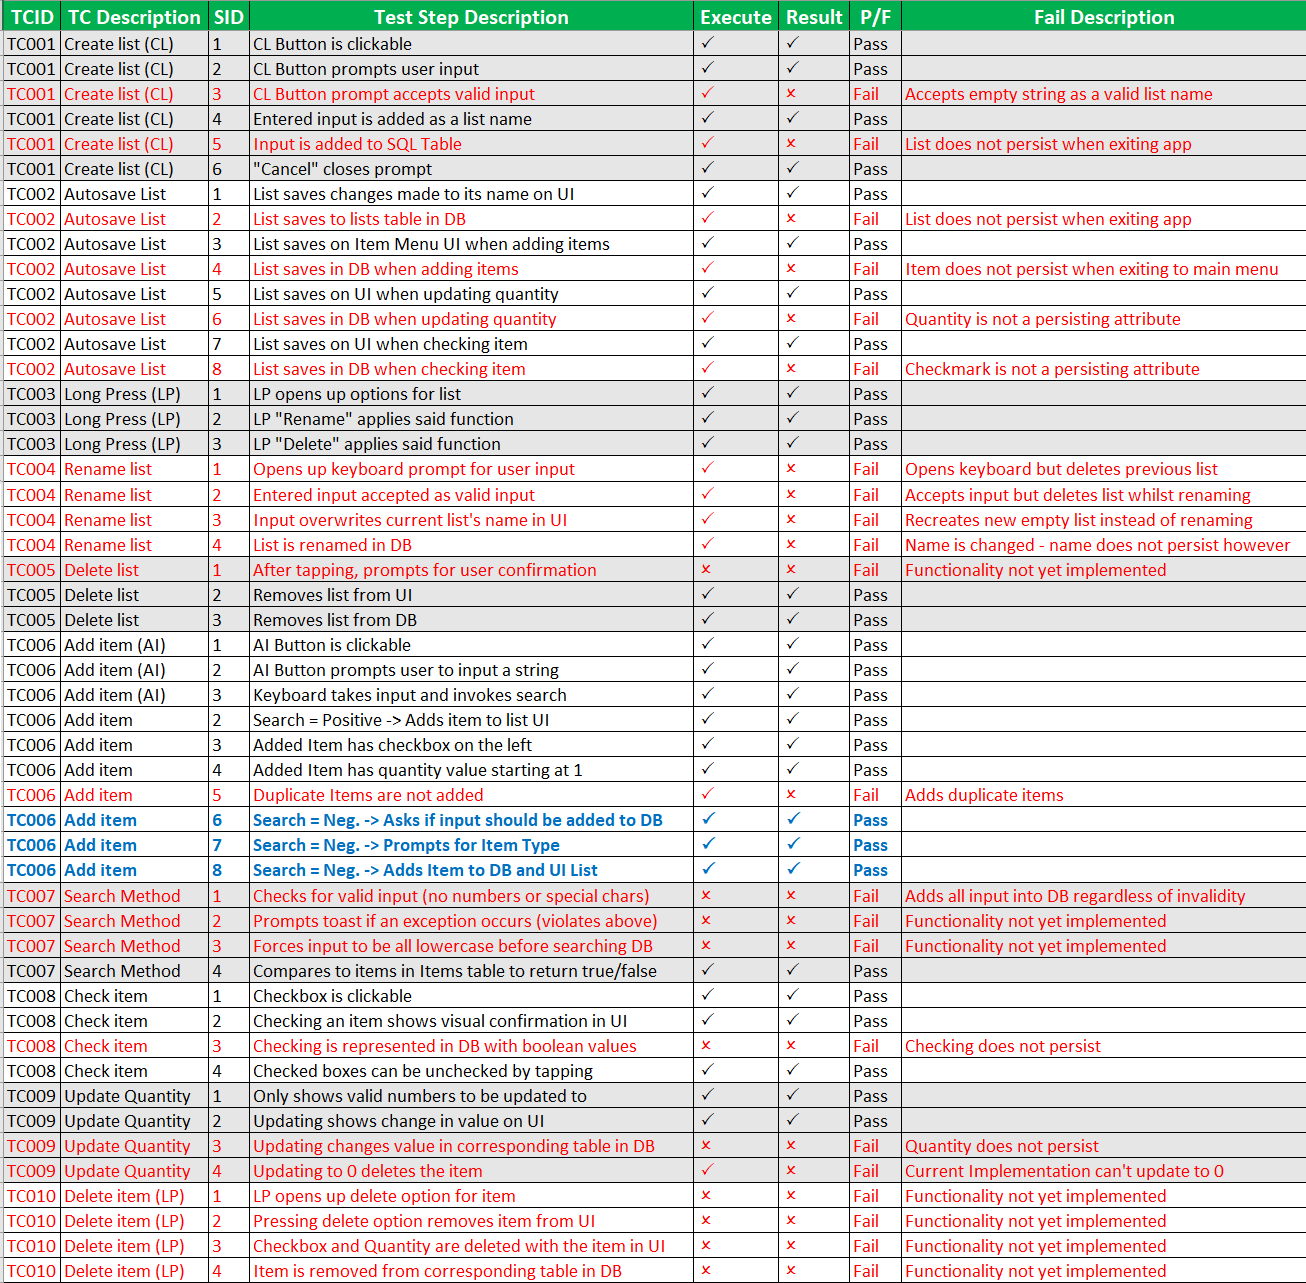 TCID TC Description SID Test Step Description Execute Result P/F Fail Description
TC001 Create list (CL) 1 CL Button is clickable ✓ ✓ Pass
TC001 Create list (CL) 2 CL Button prompts user input ✓ ✓ Pass
TC001 Create list (CL) 3 CL Button prompt accepts valid input ✓ × Fail Accepts empty string as a valid list name
TC001 Create list (CL) 4 Entered input is added as a list name ✓ ✓ Pass
TC001 Create list (CL) 5 Input is added to SQL Table ✓ × Fail List does not persist when exiting app
TC001 Create list (CL) 6 "Cancel" closes prompt ✓ ✓ Pass
TC002 Autosave List 1 List saves changes made to its name on UI ✓ ✓ Pass
TC002 Autosave List 2 List saves to lists table in DB ✓ × Fail List does not persist when exiting app
TC002 Autosave List 3 List saves on Item Menu UI when adding items ✓ ✓ Pass
TC002 Autosave List 4 List saves in DB when adding items ✓ × Fail Item does not persist when exiting to main menu
TC002 Autosave List 5 List saves on UI when updating quantity ✓ ✓ Pass
TC002 Autosave List 6 List saves in DB when updating quantity ✓ × Fail Quantity is not a persisting attribute
TC002 Autosave List 7 List saves on UI when checking item ✓ ✓ Pass
TC002 Autosave List 8 List saves in DB when checking item ✓ × Fail Checkmark is not a persisting attribute
TC003 Long Press (LP) 1 LP opens up options for list ✓ ✓ Pass
TC003 Long Press (LP) 2 LP "Rename" applies said function ✓ ✓ Pass
TC003 Long Press (LP) 3 LP "Delete" applies said function ✓ ✓ Pass
TC004 Rename list 1 Opens up keyboard prompt for user input ✓ × Fail Opens keyboard but deletes previous list
TC004 Rename list 2 Entered input accepted as valid input ✓ × Fail Accepts input but deletes list whilst renaming
TC004 Rename list 3 Input overwrites current list's name in UI ✓ × Fail Recreates new empty list instead of renaming
TC004 Rename list 4 List is renamed in DB ✓ × Fail Name is changed - name does not persist however
TC005 Delete list 1 After tapping, prompts for user confirmation × × Fail Functionality not yet implemented
TC005 Delete list 2 Removes list from UI ✓ ✓ Pass
TC005 Delete list 3 Removes list from DB ✓ ✓ Pass
TC006 Add item (AI) 1 AI Button is clickable ✓ ✓ Pass
TC006 Add item (AI) 2 AI Button prompts user to input a string ✓ ✓ Pass
TC006 Add item (AI) 3 Keyboard takes input and invokes search ✓ ✓ Pass
TC006 Add item 2 Search = Positive -> Adds item to list UI ✓ ✓ Pass
TC006 Add item 3 Added Item has checkbox on the left ✓ ✓ Pass
TC006 Add item 4 Added Item has quantity value starting at 1 ✓ ✓ Pass
TC006 Add item 5 Duplicate Items are not added ✓ × Fail Adds duplicate items
TC006 Add item 6 Search = Neg. -> Asks if input should be added to DB ✓ ✓ Pass
TC006 Add item 7 Search = Neg. -> Prompts for Item Type ✓ ✓ Pass
TC006 Add item 8 Search = Neg. -> Adds Item to DB and UI List ✓ ✓ Pass
TC007 Search Method 1 Checks for valid input (no numbers or special chars) × × Fail Adds all input into DB regardless of invalidity
TC007 Search Method 2 Prompts toast if an exception occurs (violates above) × × Fail Functionality not yet implemented
TC007 Search Method 3 Forces input to be all lowercase before searching DB × × Fail Functionality not yet implemented
TC007 Search Method 4 Compares to items in Items table to return true/false ✓ ✓ Pass
TC008 Check item 1 Checkbox is clickable ✓ ✓ Pass
TC008 Check item 2 Checking an item shows visual confirmation in UI ✓ ✓ Pass
TC008 Check item 3 Checking is represented in DB with boolean values × × Fail Checking does not persist
TC008 Check item 4 Checked boxes can be unchecked by tapping ✓ ✓ Pass
TC009 Update Quantity 1 Only shows valid numbers to be updated to ✓ ✓ Pass
TC009 Update Quantity 2 Updating shows change in value on UI ✓ ✓ Pass
TC009 Update Quantity 3 Updating changes value in corresponding table in DB × × Fail Quantity does not persist
TC009 Update Quantity 4 Updating to 0 deletes the item ✓ × Fail Current Implementation can't update to 0
TC010 Delete item (LP) 1 LP opens up delete option for item × × Fail Functionality not yet implemented
TC010 Delete item (LP) 2 Pressing delete option removes item from UI × × Fail Functionality not yet implemented
TC010 Delete item (LP) 3 Checkbox and Quantity are deleted with the item in UI × × Fail Functionality not yet implemented
TC010 Delete item (LP) 4 Item is removed from corresponding table in DB × × Fail Functionality not yet implemented